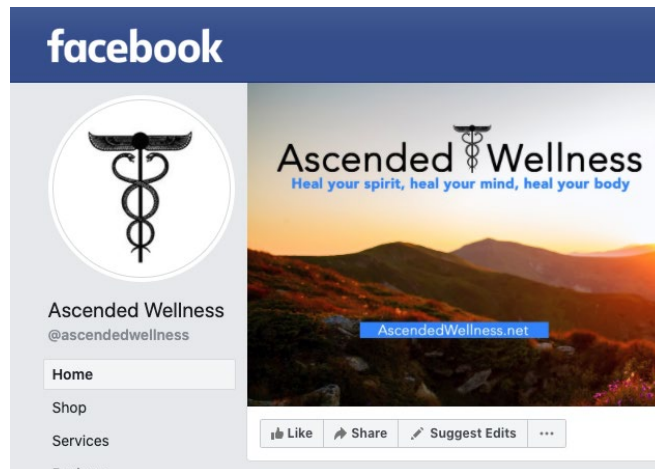 facebook
Ascended Wellness
Heal your spirit, heal your mind, heal your body
AscendedWellness.net
Ascended Wellness
@ascendedwellness
Home
Shop
Services
Like Share Suggest Edits ...